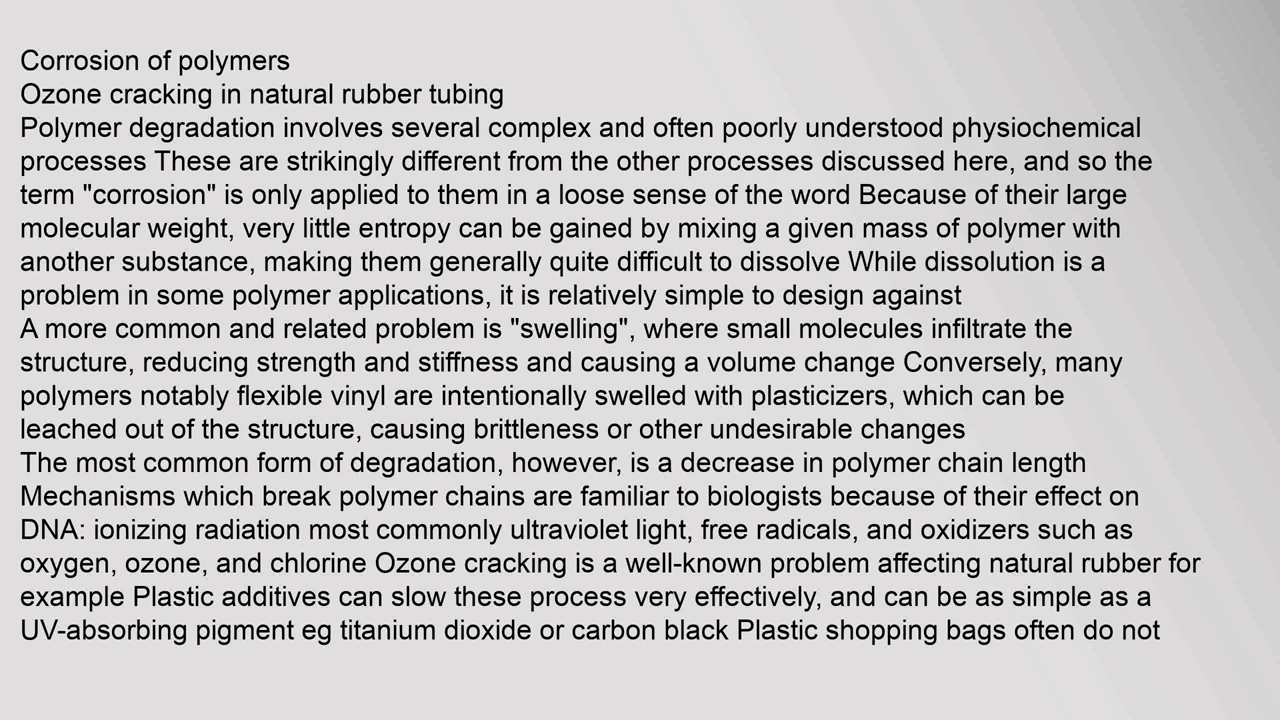 Corrosion of polymers
Ozone cracking in natural rubber tubing
Polymer degradation involves several complex and often poorly understood physiochemical
processes These are strikingly different from the other processes discussed here, and so the
term "corrosion" is only applied to them in a loose sense of the word Because of their large
molecular weight, very little entropy can be gained by mixing a given mass of polymer with
another substance, making them generally quite difficult to dissolve While dissolution is a
problem in some polymer applications, it is relatively simple to design against
A more common and related problem is "swelling", where small molecules infiltrate the
structure, reducing strength and stiffness and causing a volume change Conversely, many
polymers notably flexible vinyl are intentionally swelled with plasticizers, which can be
leached out of the structure, causing brittleness or other undesirable changes
The most common form of degradation, however, is a decrease in polymer chain length
Mechanisms which break polymer chains are familiar to biologists because of their effect on
DNA: ionizing radiation most commonly ultraviolet light, free radicals, and oxidizers such as
oxygen, ozone, and chlorine Ozone cracking is a well-known problem affecting natural rubber for
example Plastic additives can slow these process very effectively, and can be as simple as a
UV-absorbing pigment eg titanium dioxide or carbon black Plastic shopping bags often do not